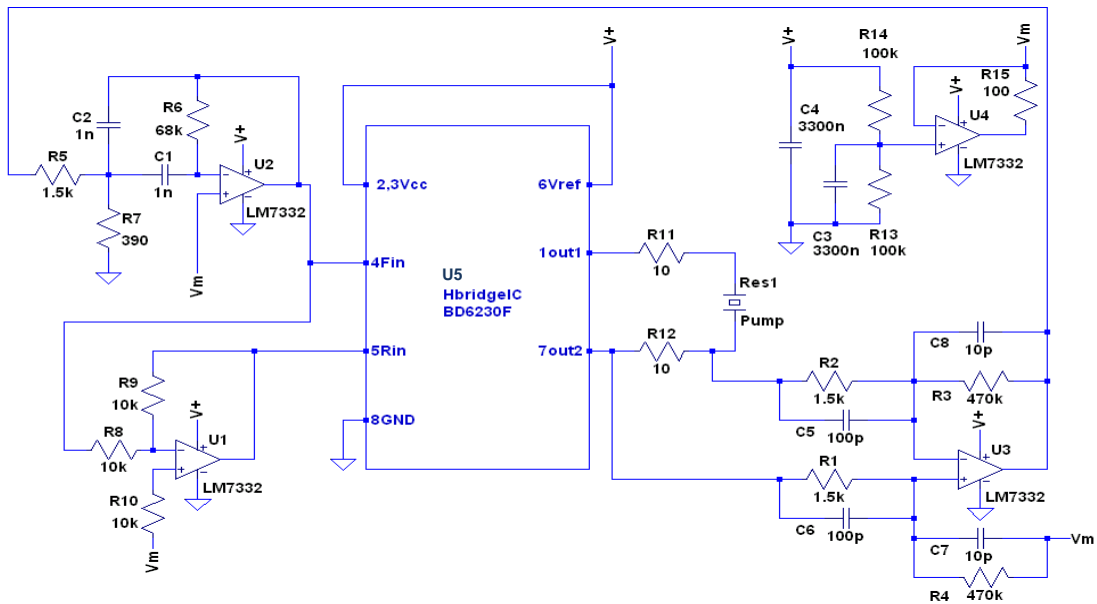 V+
V+
R14
100k
Vm
R15
100
V+
U4
LM7332
C4
3300n
C3
3300n
R13
100k
C2
1n
R6
68k
V+
R5
1.5k
C1
1n
U2
LM7332
R7
390
Vm
2,3Vcc
6Vref
1out1
4Fin
U5
HbridgeIC
BD6230F
5Rin
7out2
8GND
R11
10
Res1
Pump
R12
10
R9
10k
V+
R8
10k
U1
LM7332
R10
10k
Vm
C8
10p
R2
1.5k
R3
470k
C5
100p
V+
U3
LM7332
R1
1.5k
C6
100p
C7
10p
Vm
R4
470k